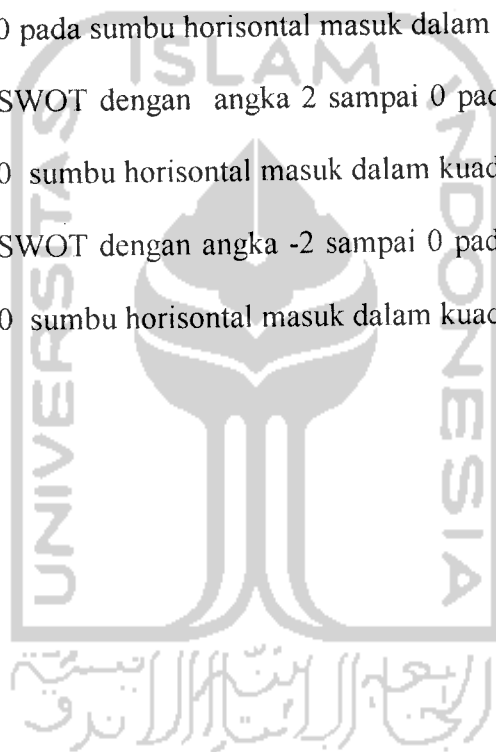 0 pada sumbu horisontal masuk dalam
ISLAM
SWOT dengan angka 2 sampai 0 pad
0 sumbu horisontal masuk dalam kuad
SWOT dengan angka -2 sampai 0 pad
0 sumbu horisontal masuk dalam kuad
UNIVERSITAS
INDONESIA